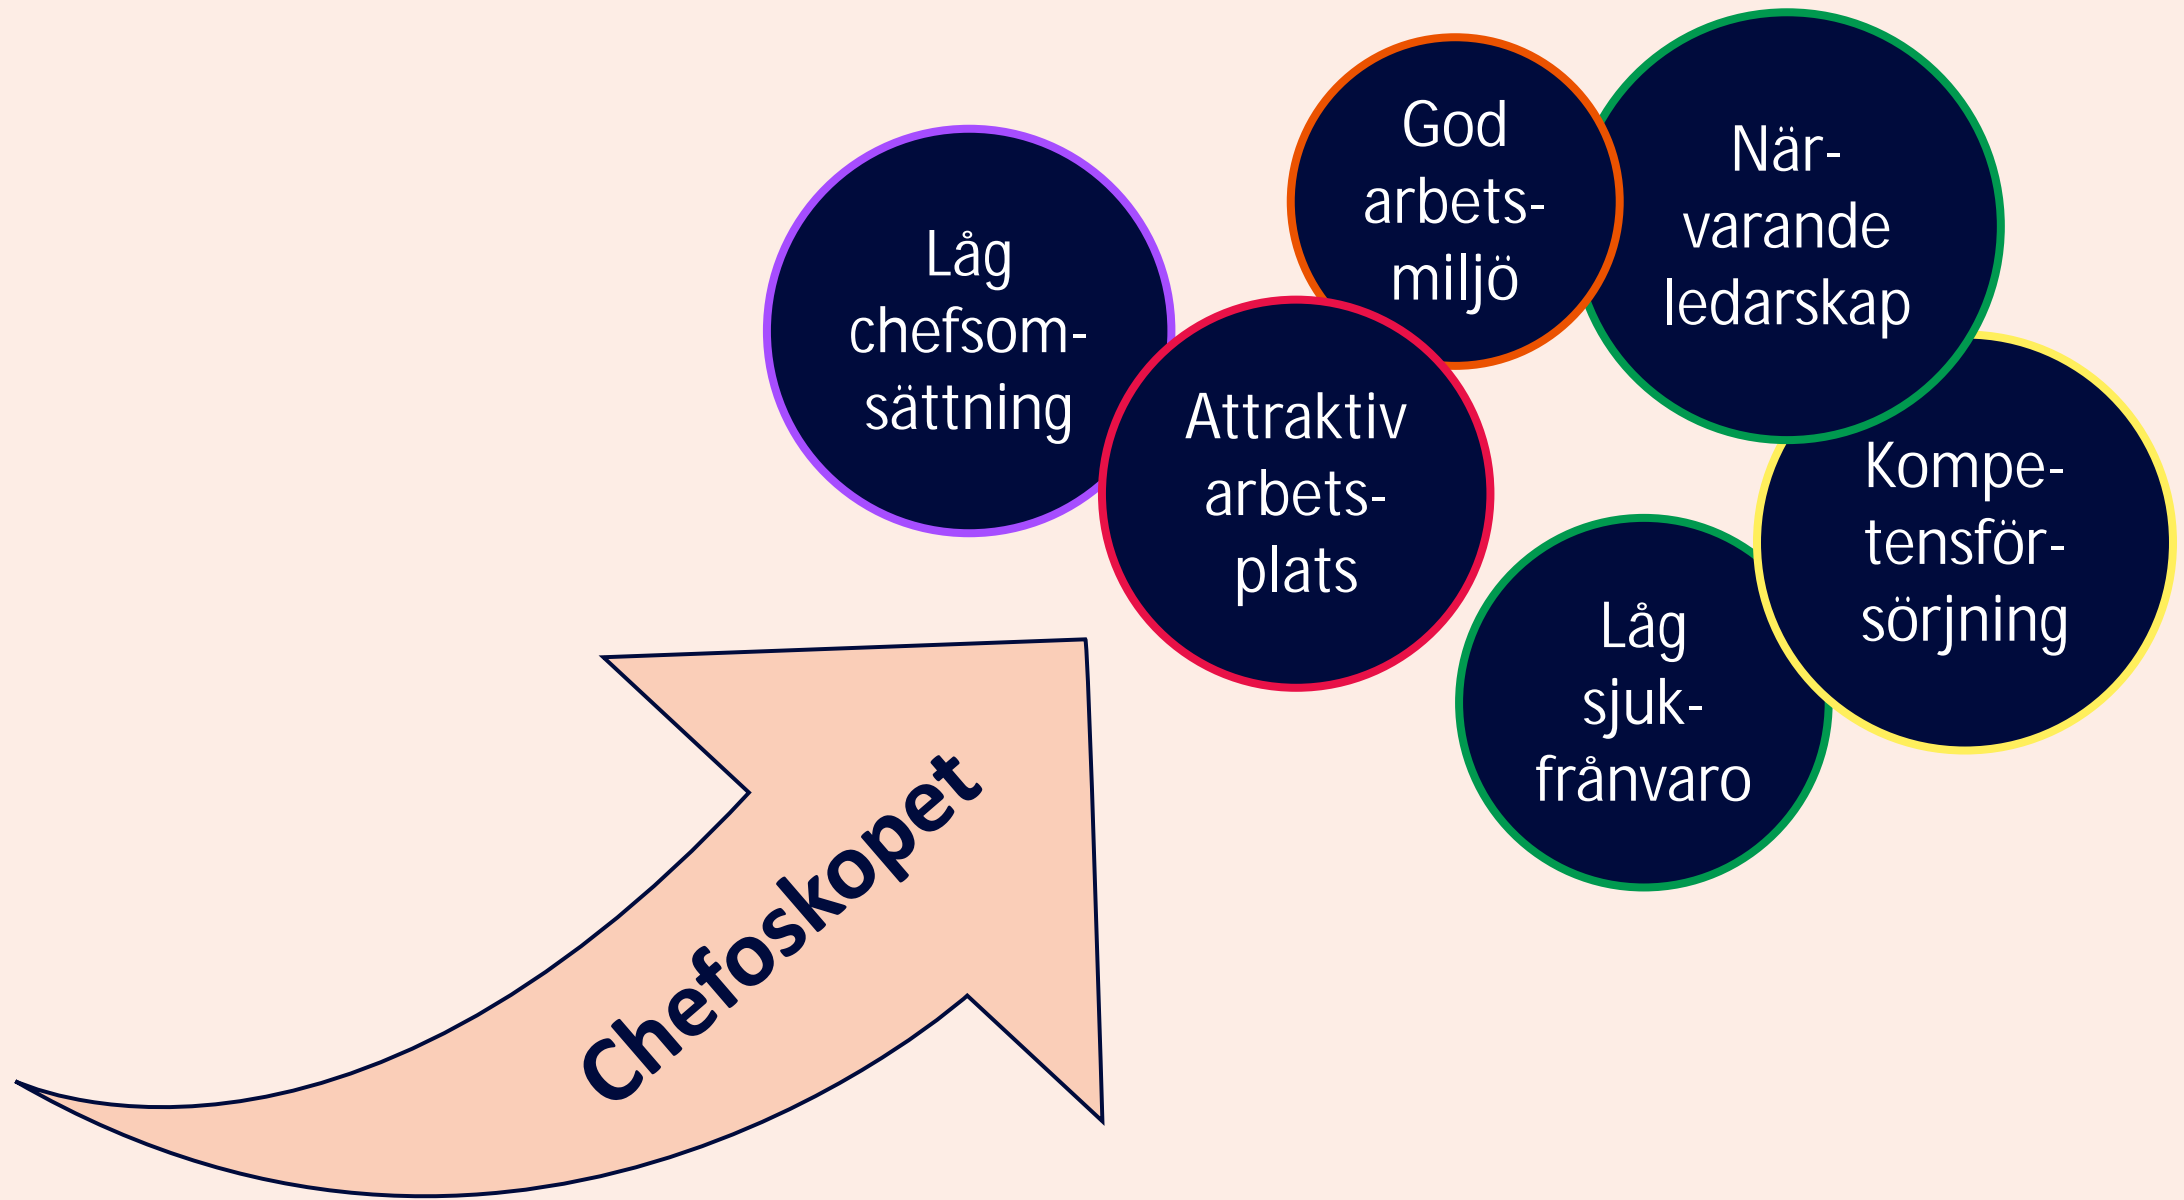 Låg
chefsom-
sättning
God
arbets-
miljö
När-
varande
ledarskap
Attraktiv
arbets-
plats
Kompe-
tensför-
sörjning
Låg
sjuk-
frånvaro
Chefoskopet